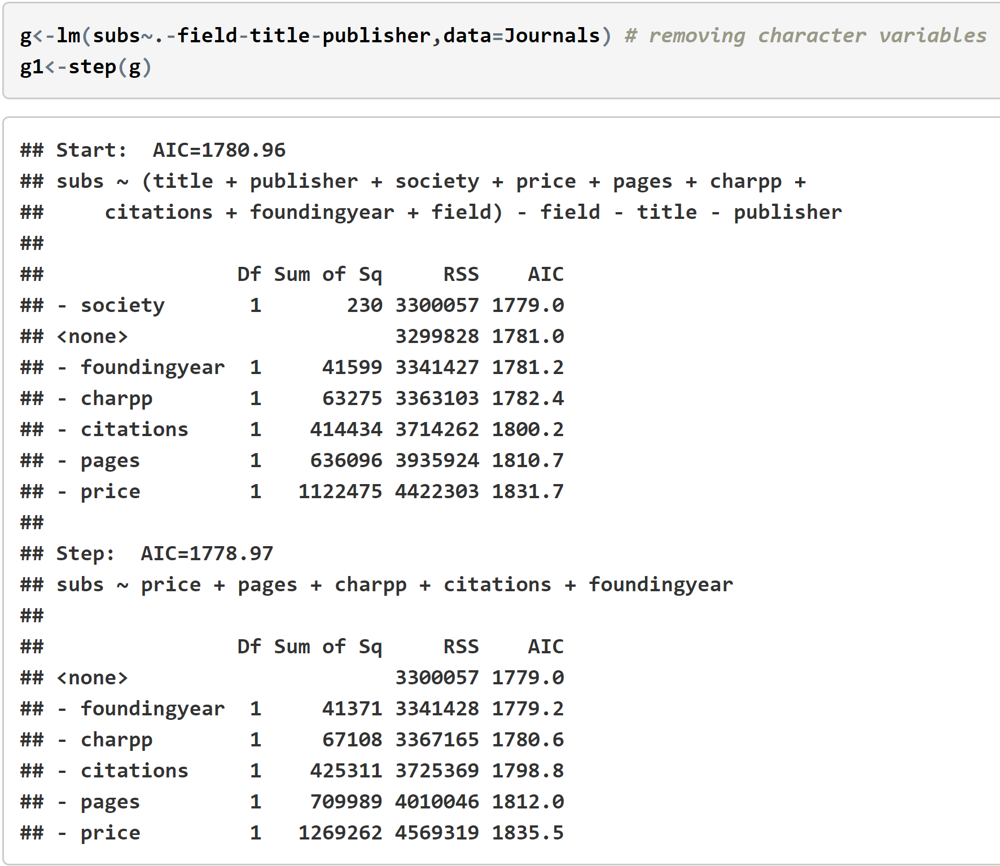 g<-lm(subs~.-field-title-publisher,data=Journals) # removing character variables
g1<-step(g)
## Start:  AIC=1780.96
## subs ~ (title + publisher + society + price + pages + charpp +
##     citations + foundingyear + field) - field - title - publisher
##
##                Df Sum of Sq     RSS    AIC
## - society       1       230 3300057 1779.0
## <none>                      3299828 1781.0
## - foundingyear  1     41599 3341427 1781.2
## - charpp        1     63275 3363103 1782.4
## - citations     1    414434 3714262 1800.2
## - pages         1    636096 3935924 1810.7
## - price         1   1122475 4422303 1831.7
##
## Step:  AIC=1778.97
## subs ~ price + pages + charpp + citations + foundingyear
##
##                Df Sum of Sq     RSS    AIC
## <none>                      3300057 1779.0
## - foundingyear  1     41371 3341428 1779.2
## - charpp        1     67108 3367165 1780.6
## - citations     1    425311 3725369 1798.8
## - pages         1    709989 4010046 1812.0
## - price         1   1269262 4569319 1835.5